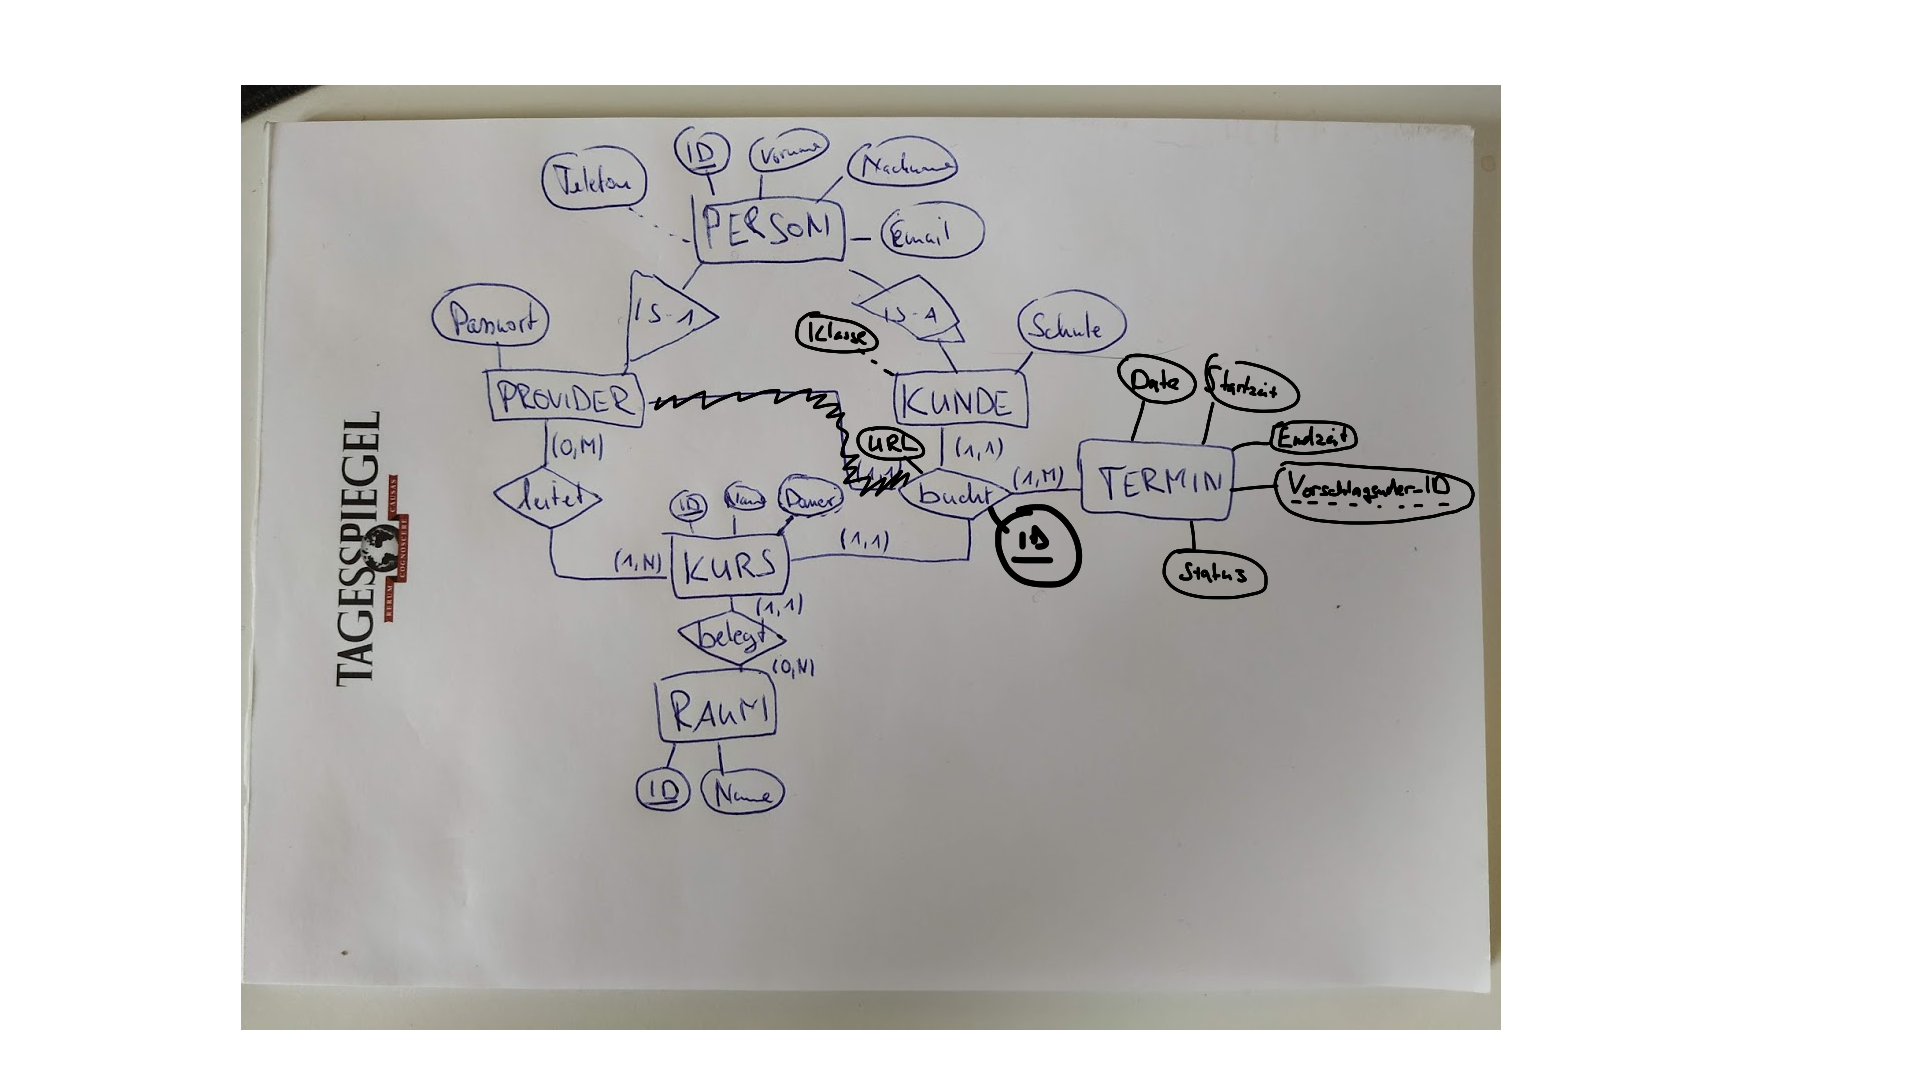 ID
Vorname
Nachname
Telefon
PERSON
Email
IS-A
IS-A
Passwort
Klasse
Schule
PROVIDER
KUNDE
Date
Startzeit
(0,M)
URL
(1,1)
Endzeit
leitet
(1,1)
bucht
(1,M)
TERMIN
Vorschlagender-ID
ID
Name
Dauer
(1,N)
KURS
(1,1)
ID
Status
(1,1)
belegt
(0,N)
RAUM
ID
Name
TAGESSPIEGEL
RERUM
COGNOSCERE
CAUSAS